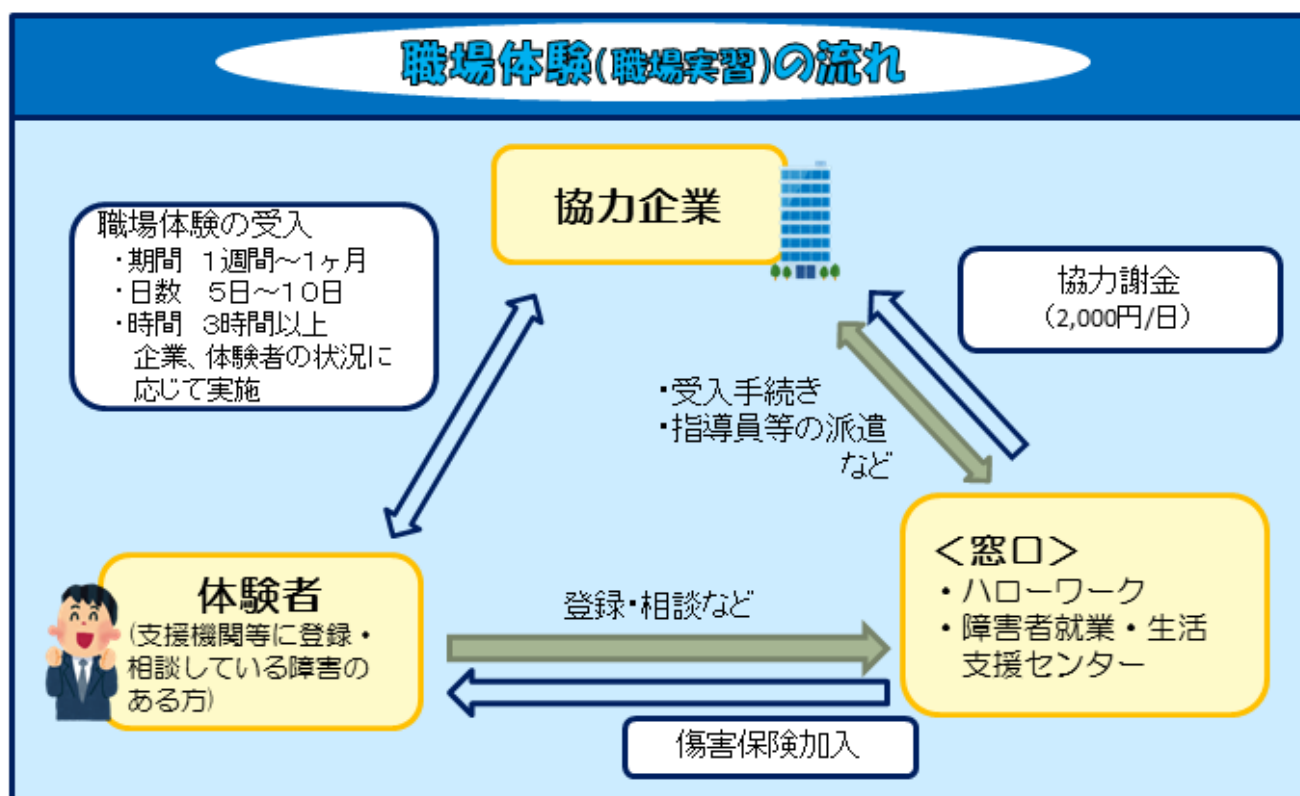 職場体験(職場実習)の流れ
協力企業
職場体験の受入
・期間 1週間～1ヶ月
・日数 5日～10日
・時間 3時間以上
企業、体験者の状況に
応じて実施
協力謝金
（2,000円/日）
・受入手続き
・指導員等の派遣
など
体験者
(支援機関等に登録・
相談している障害の
ある方)
登録・相談など
＜窓口＞
・ハローワーク
・障害者就業・生活
支援センター
傷害保険加入